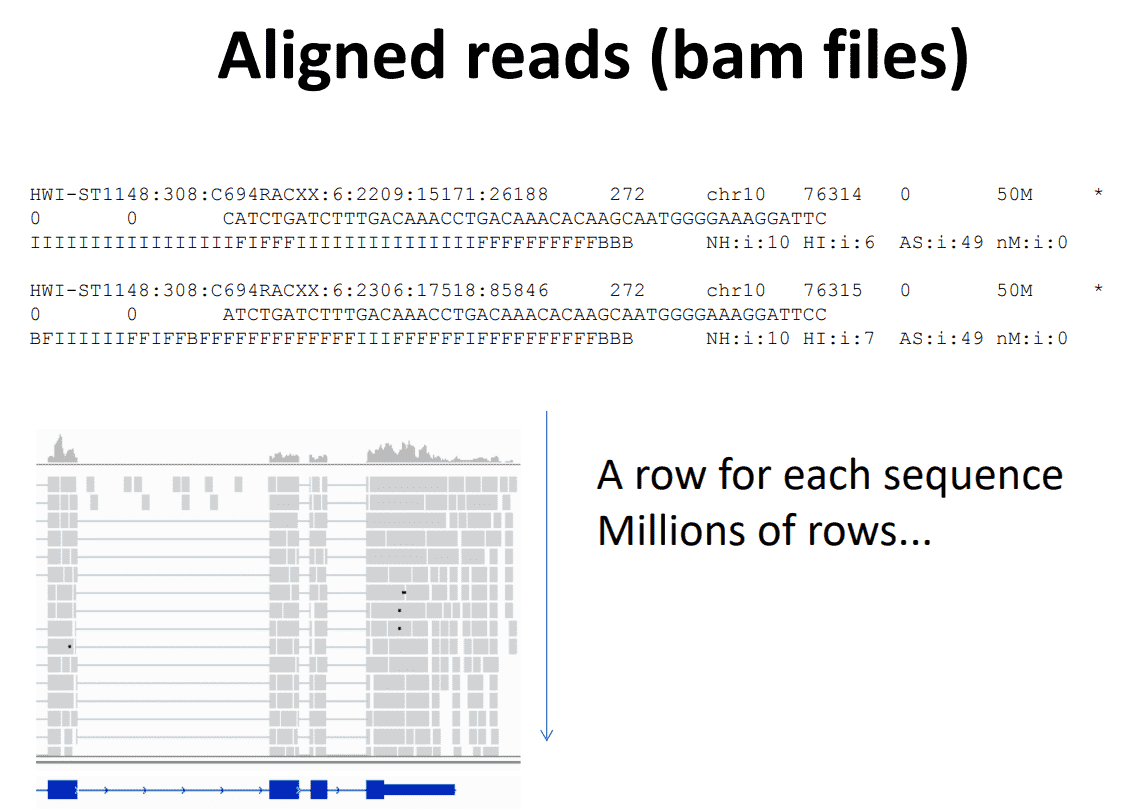 Aligned reads (bam files)
HWI-ST1148:308:C694RACXX:6:2209:15171:26188 272 chr10 76314 0 50M *
0 0 CATCTGATCTTTGACAAACCTGACAAACACAAGCAATGGGGAAAGGATTC
IIIIIIIIIIIIIIIIIFIFFFIIIIIIIIIIIIIIIFFFFFFFFFFBBB NH:i:10 HI:i:6 AS:i:49 nM:i:0
HWI-ST1148:308:C694RACXX:6:2306:17518:85846 272 chr10 76315 0 50M *
0 0 ATCTGATCTTTGACAAACCTGACAAACACAAGCAATGGGGAAAGGATTCC
BFIIIIIIFFIFFBFFFFFFFFFFFFFIIIFFFFFFIFFFFFFFFFFBBB NH:i:10 HI:i:7 AS:i:49 nM:i:0
A row for each sequence
Millions of rows...